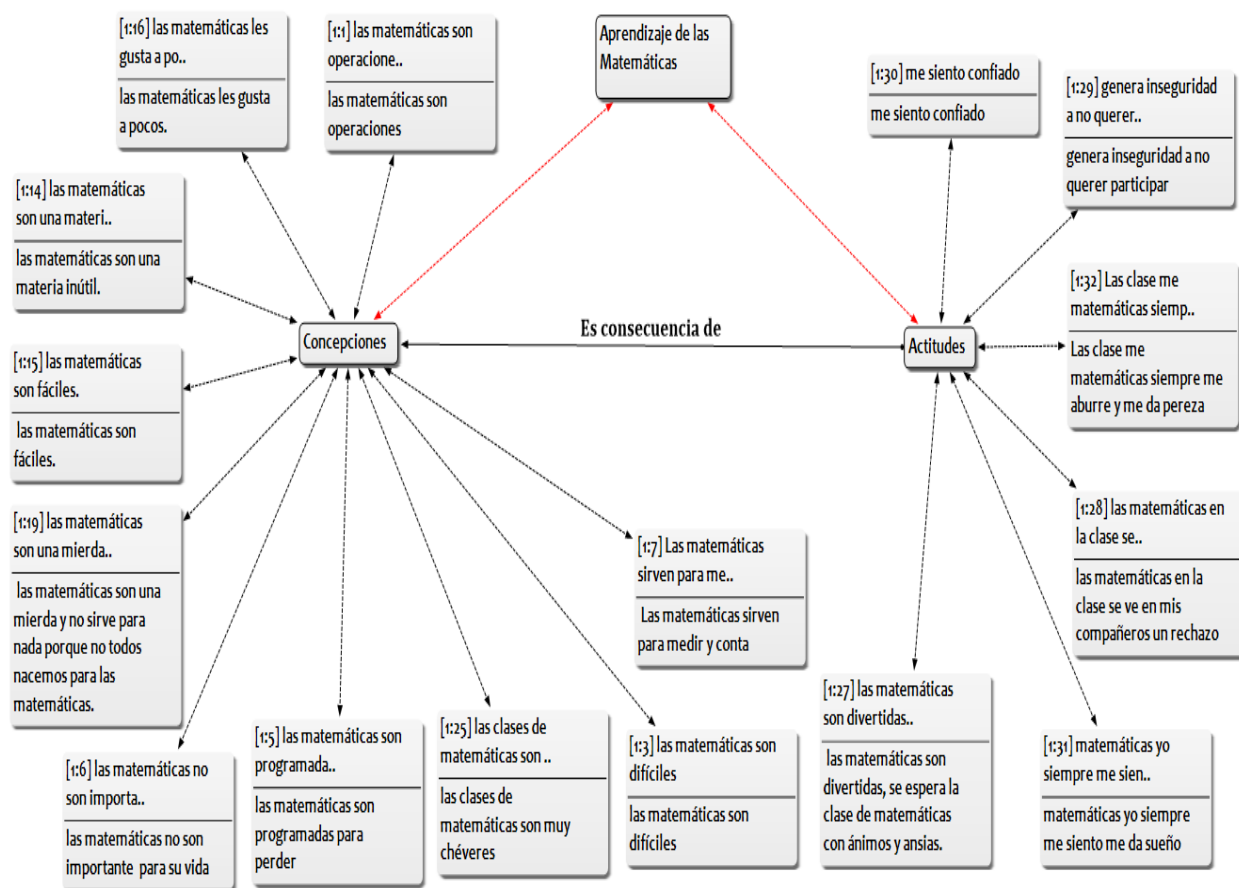 [1:16] las matemáticas les
gusta a po..
las matemáticas les gusta
a pocos.
[1:1] las matemáticas son
operacione..
las matemáticas son
operaciones
Aprendizaje de las
Matemáticas
[1:30] me siento confiado
me siento confiado
[1:29] genera inseguridad
a no querer..
genera inseguridad a no
querer participar
[1:14] las matemáticas
son una materi..
las matemáticas son una
materia inútil.
[1:32] Las clase me
matemáticas siemp..
Las clase me
matemáticas siempre me
aburre y me da pereza
Concepciones
Es consecuencia de
Actitudes
[1:15] las matemáticas
son fáciles.
las matemáticas son
fáciles.
[1:19] las matemáticas
son una mierda..
las matemáticas son una
mierda y no sirve para
nada porque no todos
nacemos para las
matemáticas.
[1:7] Las matemáticas
sirven para me..
Las matemáticas sirven
para medir y conta
[1:28] las matemáticas en
la clase se..
las matemáticas en la
clase se ve en mis
compañeros un rechazo
[1:6] las matemáticas no
son importa..
las matemáticas no son
importante para su vida
[1:5] las matemáticas son
programada..
las matemáticas son
programadas para
perder
[1:25] las clases de
matemáticas son ..
las clases de
matemáticas son muy
chéveres
[1:3] las matemáticas son
difíciles
las matemáticas son
difíciles
[1:27] las matemáticas
son divertidas..
las matemáticas son
divertidas, se espera la
clase de matemáticas
con ánimos y ansias.
[1:31] matemáticas yo
siempre me sien..
matemáticas yo siempre
me siento me da sueño